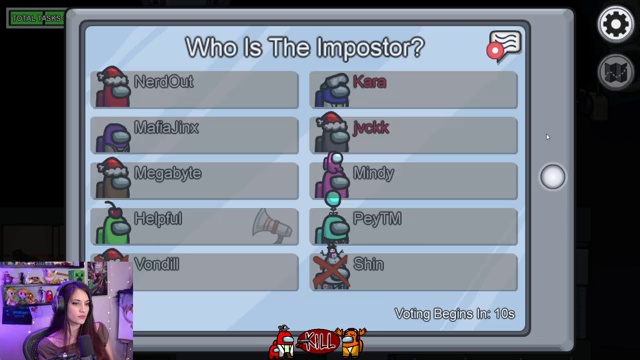 TOTAL TASKS
Who Is The Impostor?
NerdOut
Kara
MafiaJinx
jvckk
Megabyte
Mindy
Helpful
PeyTM
Vondill
Shin
Voting Begins In: 10s
KILL